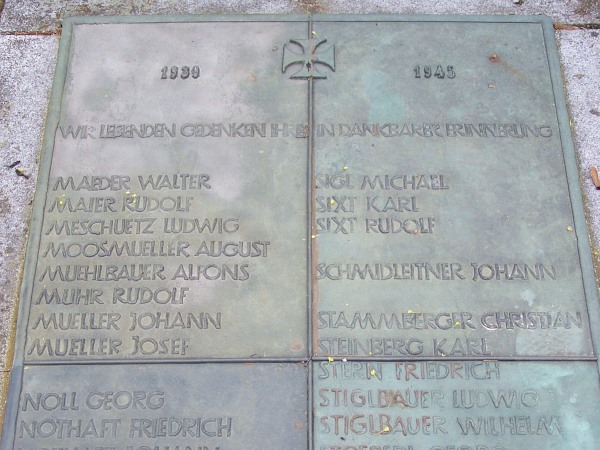 1939 1945
WIR LEBENDEN GEDENKEN IHRER IN DANKBARER ERINNERUNG
MAEDER WALTER
MAIER RUDOLF
MESCHUETZ LUDWIG
MOOSMUELLER AUGUST
MUEHLBAUER ALFONS
MUHR RUDOLF
MUELLER JOHANN
MUELLER JOSEF
NOLL GEORG
NOTHAFT FRIEDRICH
JOHANN
SIGL MICHAEL
SIXT KARL
SIXT RUDOLF
SCHMIDLEITNER JOHANN
STAMMBERGER CHRISTIAN
STEINBERG KARL
STERN FRIEDRICH
STIGLBAUER LUDWIG
STIGLBAUER WILHELM
GEORG